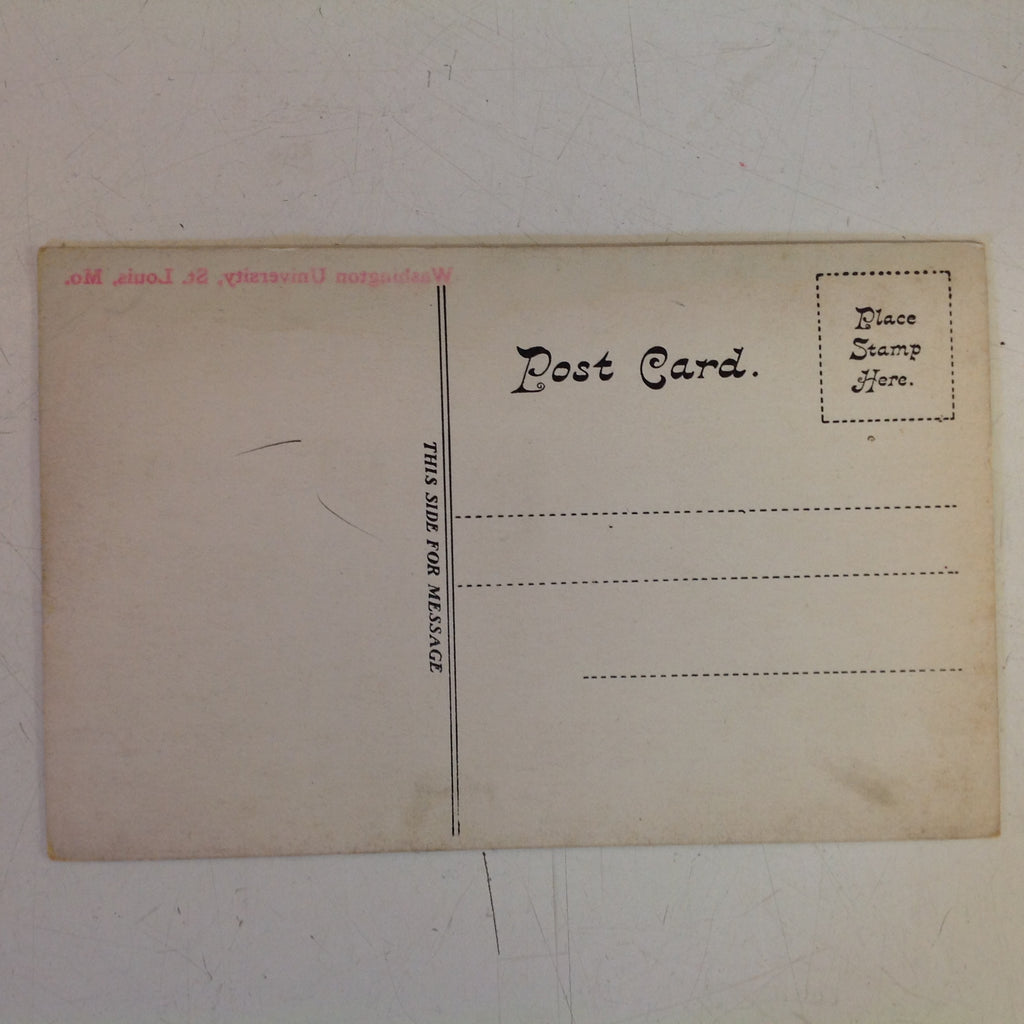 Washington University, St. Louis, Mo.
Post Card.
Place
Stamp
Here.
THIS SIDE FOR MESSAGE